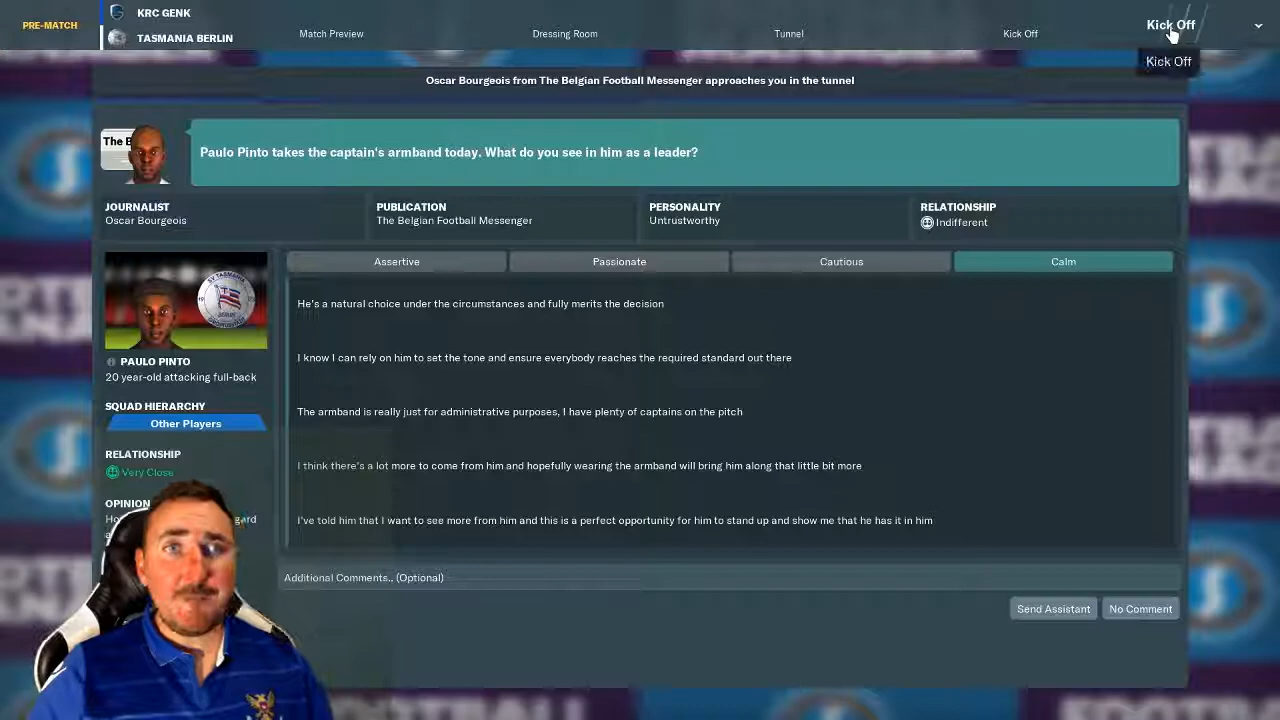 PRE-MATCH
KRC GENK
TASMANIA BERLIN
Match Preview
Dressing Room
Tunnel
Kick Off
Kick Off
Kick Off
Oscar Bourgeois from The Belgian Football Messenger approaches you in the tunnel
The B
Paulo Pinto takes the captain's armband today. What do you see in him as a leader?
JOURNALIST
Oscar Bourgeois
PUBLICATION
The Belgian Football Messenger
PERSONALITY
Untrustworthy
RELATIONSHIP
Indifferent
Assertive
Passionate
Cautious
Calm
SV TASMANIA
BERLIN
PAULO PINTO
20 year-old attacking full-back
SQUAD HIERARCHY
Other Players
RELATIONSHIP
Very Close
OPINION
He's a natural choice under the circumstances and fully merits the decision
I know I can rely on him to set the tone and ensure everybody reaches the required standard out there
The armband is really just for administrative purposes, I have plenty of captains on the pitch
I think there's a lot more to come from him and hopefully wearing the armband will bring him along that little bit more
I've told him that I want to see more from him and this is a perfect opportunity for him to stand up and show me that he has it in him
Additional Comments.. (Optional)
Send Assistant
No Comment